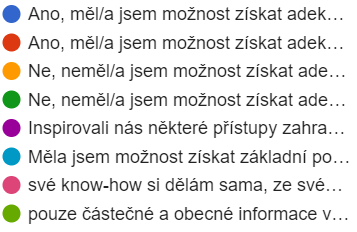 Ano, měl/a jsem možnost získat adek…
Ano, měl/a jsem možnost získat adek…
Ne, neměl/a jsem možnost získat ade…
Ne, neměl/a jsem možnost získat ade…
Inspirovali nás některé přístupy zahra…
Měla jsem možnost získat základní po…
své know-how si dělám sama, ze své…
pouze částečné a obecné informace v…